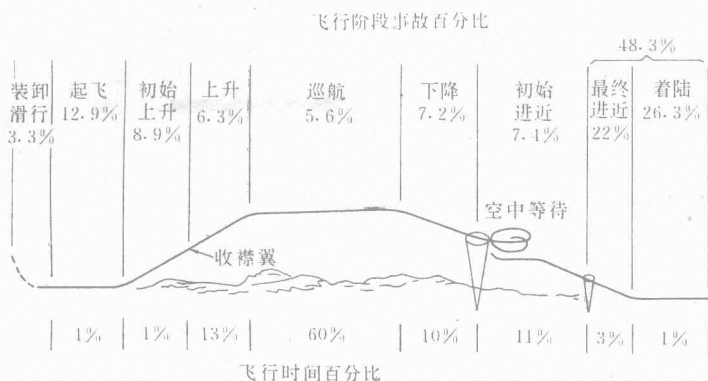 飞行阶段事故百分比
48.3%
装卸
滑行
3.3%
起飞
12.9%
初始
上升
8.9%
上升
6.3%
巡航
5.6%
下降
7.2%
初始
进近
7.4%
最终
进近
22%
着陆
26.3%
空中等待
收襟翼
1%
1%
13%
60%
10%
11%
3%
1%
飞行时间百分比